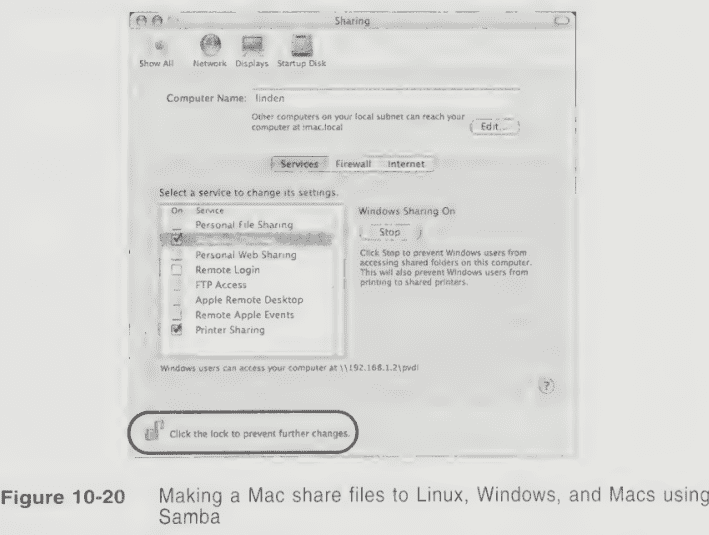 Sharing
Show All Network Displays Startup Disk
Computer Name: linden
Other computers on your local subnet can reach your
computer at imac.local
Edit...
Services Firewall Internet
Select a service to change its settings.
On Service
Personal File Sharing
Personal Web Sharing
Remote Login
FTP Access
Apple Remote Desktop
Remote Apple Events
Printer Sharing
Windows Sharing On
Stop
Click Stop to prevent Windows users from
accessing shared folders on this computer.
This will also prevent Windows users from
printing to shared printers.
Windows users can access your computer at \\192.168.1.2\pvdl
?
Click the lock to prevent further changes.
Figure 10-20 Making a Mac share files to Linux, Windows, and Macs using
Samba